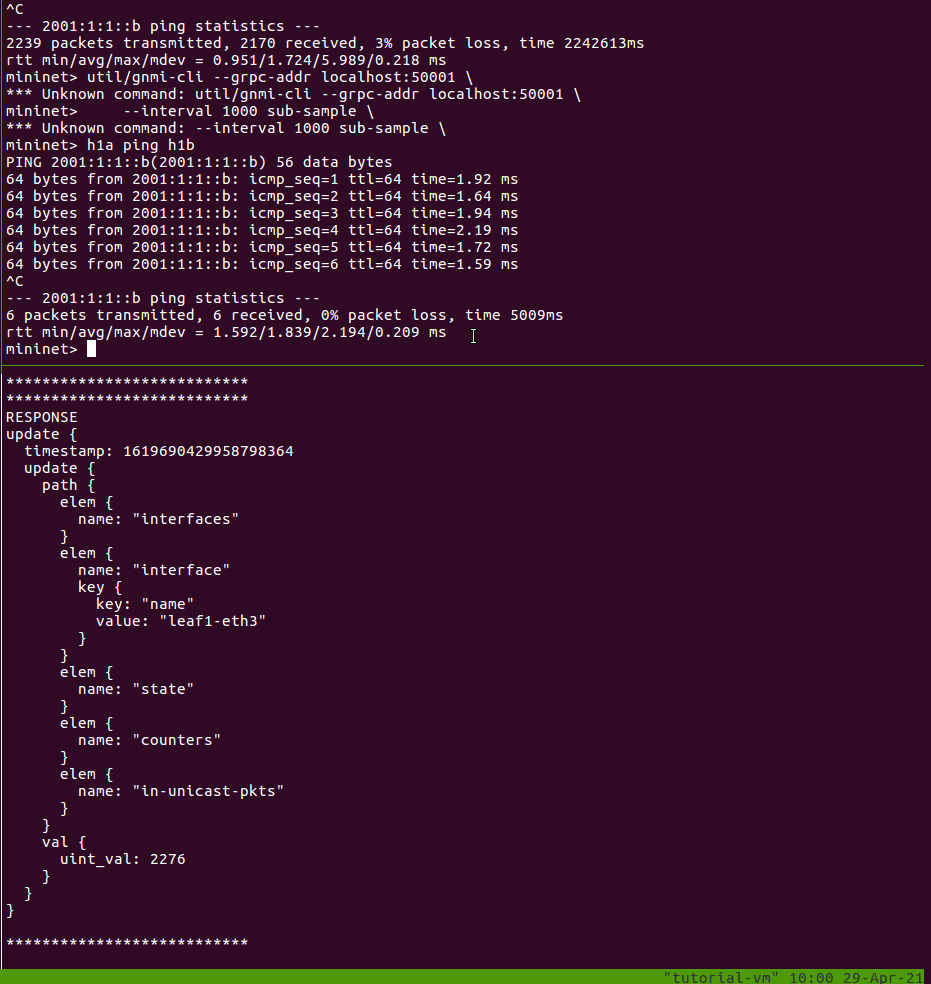 ^C
--- 2001:1:1::b ping statistics ---
2239 packets transmitted, 2170 received, 3% packet loss, time 2242613ms
rtt min/avg/max/mdev = 0.951/1.724/5.989/0.218 ms
mininet> util/gnmi-cli --grpc-addr localhost:50001 \
*** Unknown command: util/gnmi-cli --grpc-addr localhost:50001 \
mininet>     --interval 1000 sub-sample \
*** Unknown command: --interval 1000 sub-sample \
mininet> h1a ping h1b
PING 2001:1:1::b(2001:1:1::b) 56 data bytes
64 bytes from 2001:1:1::b: icmp_seq=1 ttl=64 time=1.92 ms
64 bytes from 2001:1:1::b: icmp_seq=2 ttl=64 time=1.64 ms
64 bytes from 2001:1:1::b: icmp_seq=3 ttl=64 time=1.94 ms
64 bytes from 2001:1:1::b: icmp_seq=4 ttl=64 time=2.19 ms
64 bytes from 2001:1:1::b: icmp_seq=5 ttl=64 time=1.72 ms
64 bytes from 2001:1:1::b: icmp_seq=6 ttl=64 time=1.59 ms
^C
--- 2001:1:1::b ping statistics ---
6 packets transmitted, 6 received, 0% packet loss, time 5009ms
rtt min/avg/max/mdev = 1.592/1.839/2.194/0.209 ms
mininet>
***************************
***************************
RESPONSE
update {
  timestamp: 1619690429958798364
  update {
    path {
      elem {
        name: "interfaces"
      }
      elem {
        name: "interface"
        key {
          key: "name"
          value: "leaf1-eth3"
        }
      }
      elem {
        name: "state"
      }
      elem {
        name: "counters"
      }
      elem {
        name: "in-unicast-pkts"
      }
    }
    val {
      uint_val: 2276
    }
  }
}
***************************
"tutorial-vm" 10:00 29-Apr-21